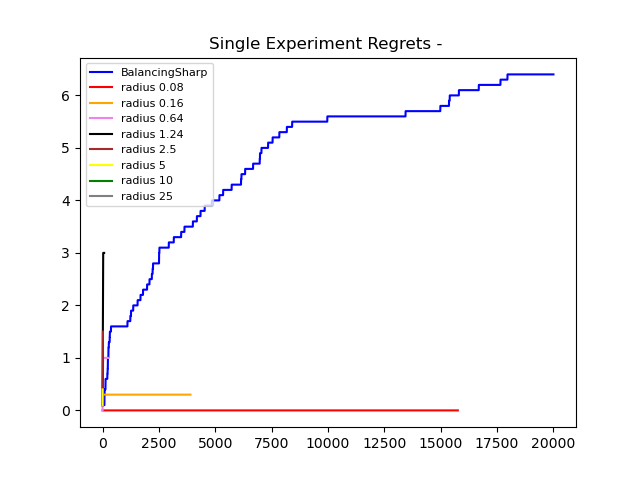 Single Experiment Regrets -
BalancingSharp
radius 0.08
radius 0.16
radius 0.64
radius 1.24
radius 2.5
radius 5
radius 10
radius 25
6
5
4
3
2
1
0
0 2500 5000 7500 10000 12500 15000 17500 20000